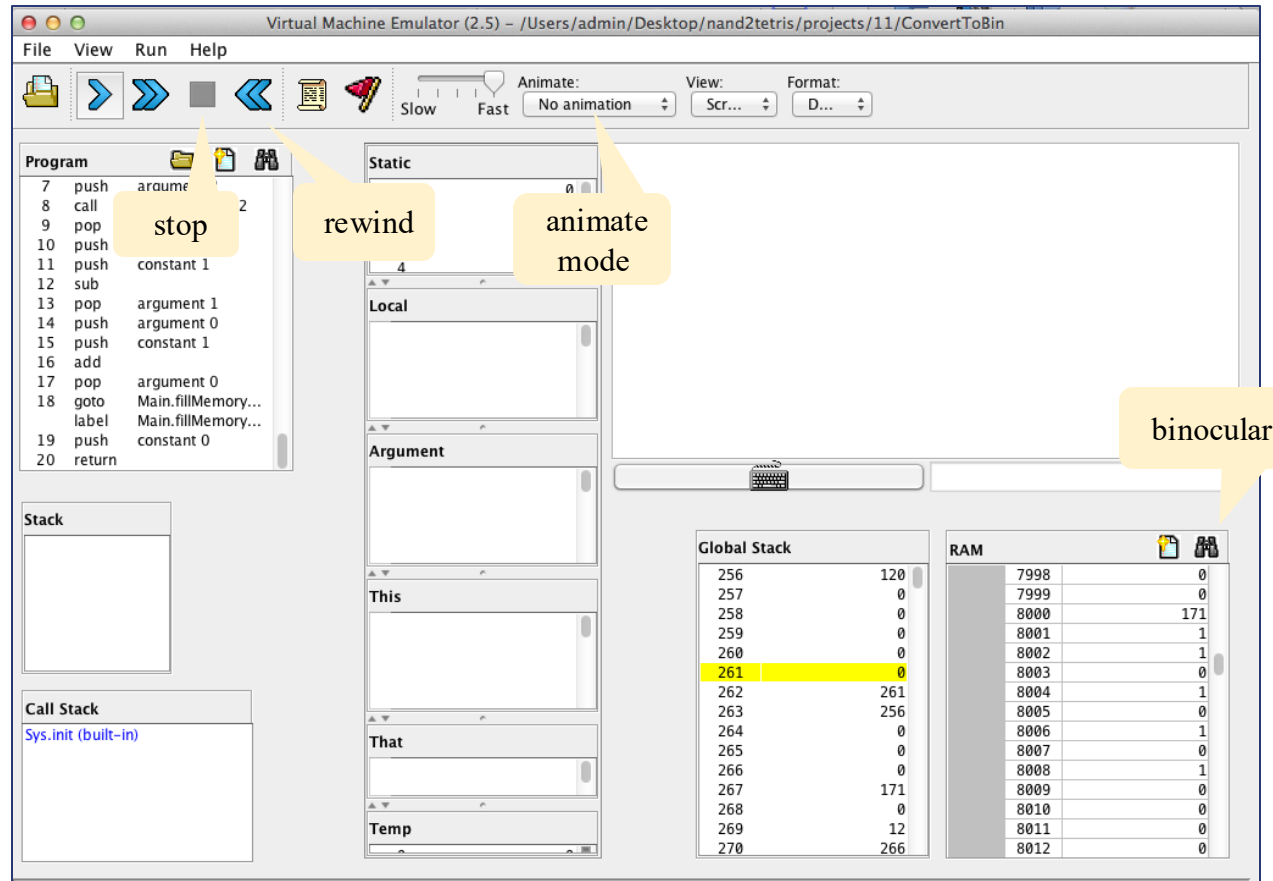 Virtual Machine Emulator (2.5) – /Users/admin/Desktop/nand2tetris/projects/11/ConvertToBin
File View Run Help
Slow Fast
Animate:
No animation
View:
Scr...
Format:
D...
Program
7 push
8 call 2
9 pop
10 push
11 push constant 1
12 sub
13 pop argument 1
14 push argument 0
15 push constant 1
16 add
17 pop argument 0
18 goto Main.fillMemory...
label Main.fillMemory...
19 push constant 0
20 return
stop
rewind
animate
mode
binocular
Static
0
4
Local
Argument
This
That
Temp
Stack
Call Stack
Sys.init (built-in)
Global Stack
256 120
257 0
258 0
259 0
260 0
261 0
262 261
263 256
264 0
265 0
266 0
267 171
268 0
269 12
270 266
RAM
7998 0
7999 0
8000 171
8001 1
8002 1
8003 0
8004 1
8005 0
8006 1
8007 0
8008 1
8009 0
8010 0
8011 0
8012 0